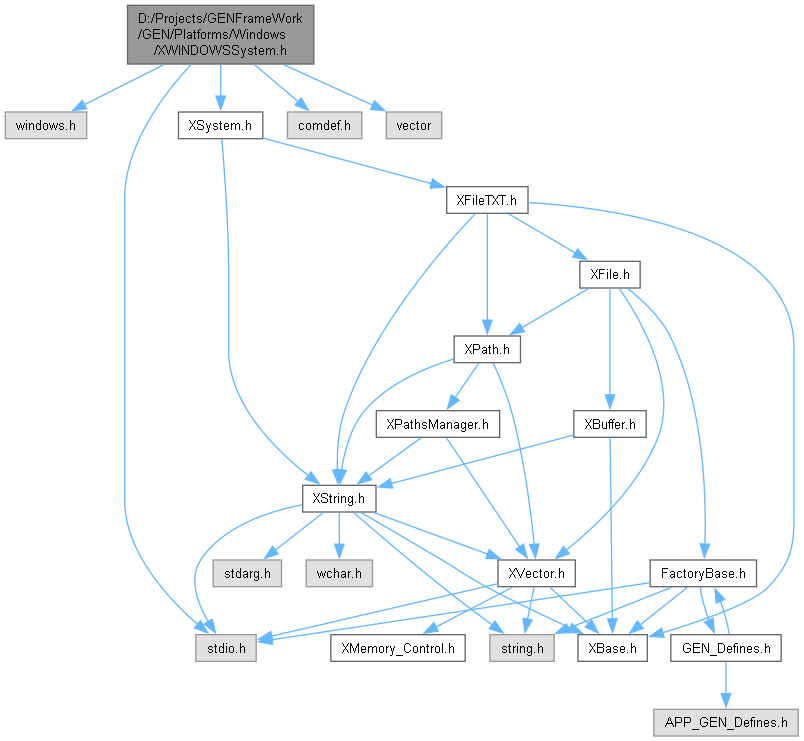 D:/Projects/GENFrameWork
/GEN/Platforms/Windows
/XWINDOWSSystem.h
windows.h
XSystem.h
comdef.h
vector
XFileTXT.h
XFile.h
XPath.h
XPathsManager.h
XBuffer.h
XString.h
stdarg.h
wchar.h
XVector.h
FactoryBase.h
stdio.h
XMemory_Control.h
string.h
XBase.h
GEN_Defines.h
APP_GEN_Defines.h